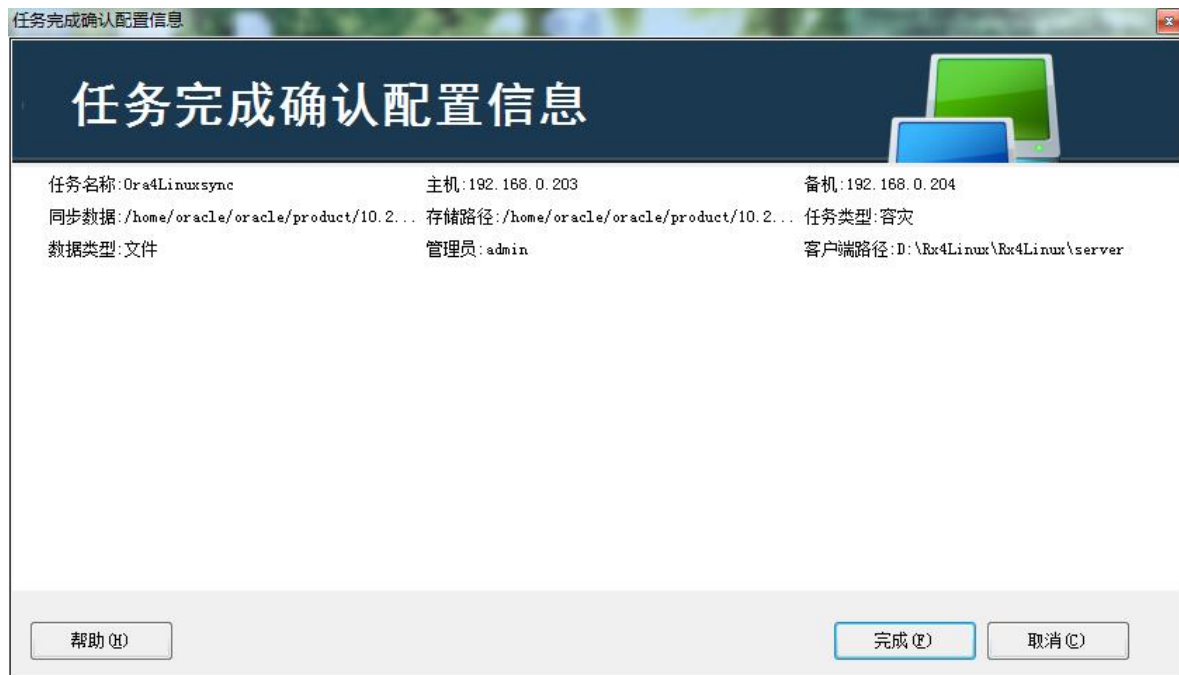 任务完成确认配置信息
任务完成确认配置信息
任务名称:Ora4Linuxsync 主机:192.168.0.203 备机:192.168.0.204
同步数据:/home/oracle/oracle/product/10.2... 存储路径:/home/oracle/oracle/product/10.2... 任务类型:容灾
数据类型:文件 管理员:admin 客户端路径:D:\Rx4Linux\Rx4Linux\server
帮助(H) 完成(F) 取消(C)